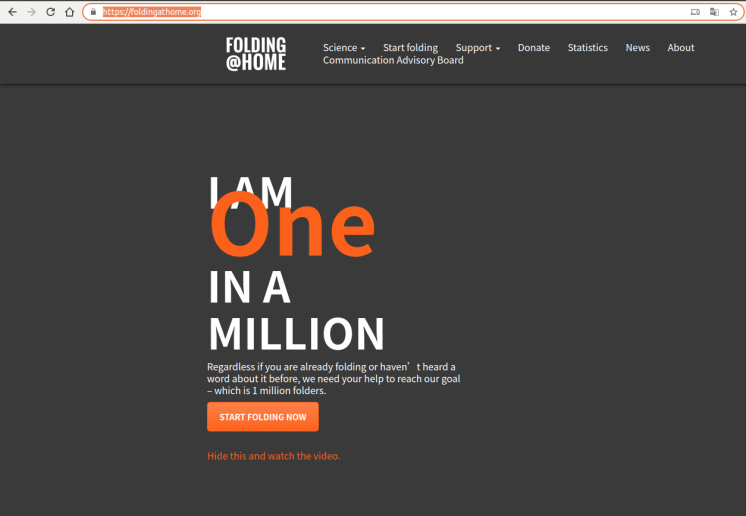 https://foldingathome.org
FOLDING
@HOME
Science Start folding Support Donate Statistics News About
Communication Advisory Board
I AM
One
IN A
MILLION
Regardless if you are already folding or haven’t heard a
word about it before, we need your help to reach our goal
– which is 1 million folders.
START FOLDING NOW
Hide this and watch the video.